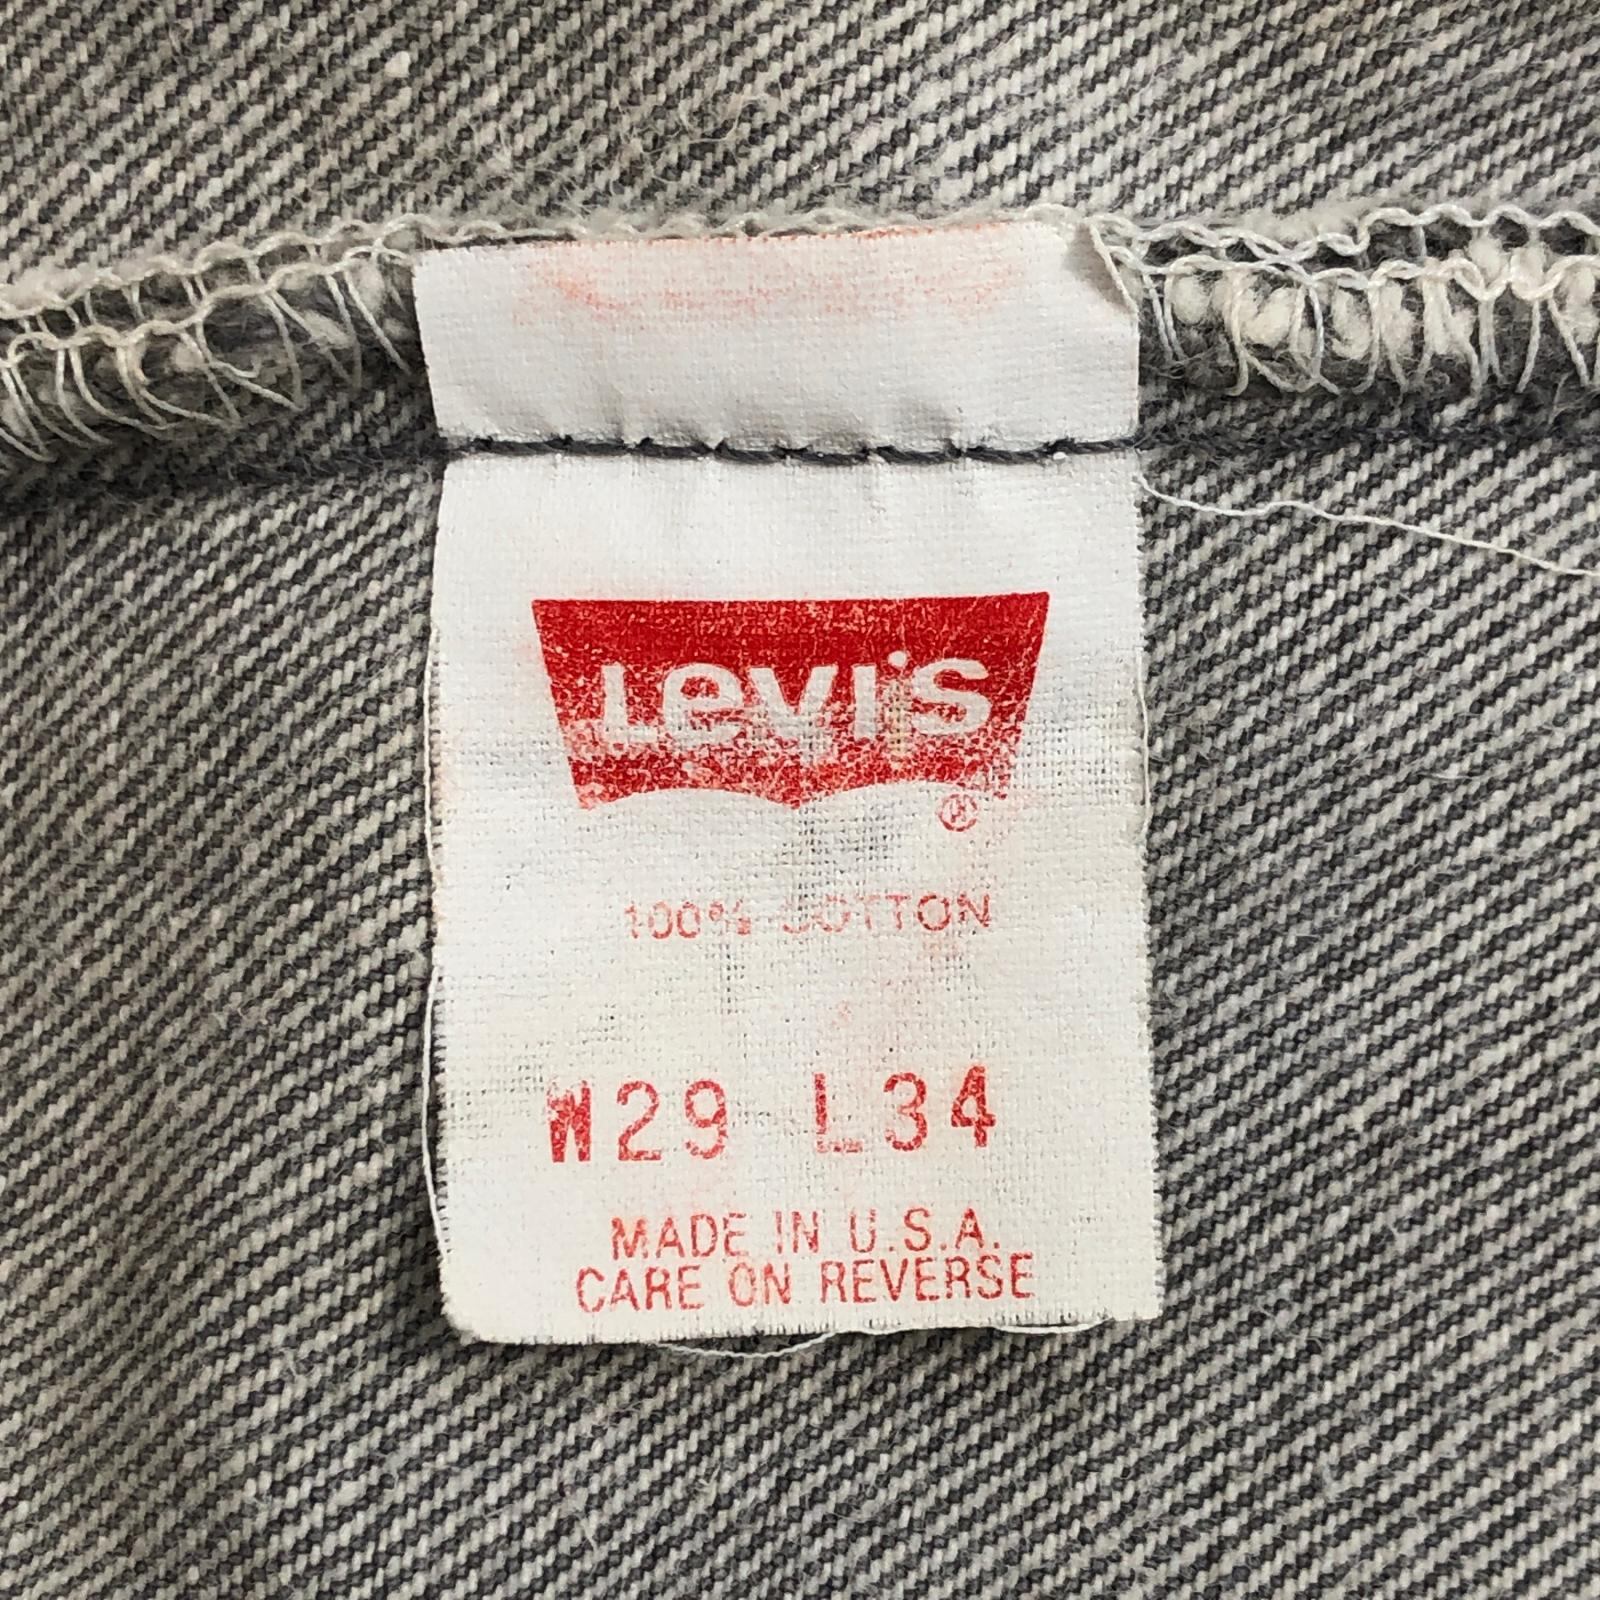 Levi's
®
100% COTTON
W29 L34
MADE IN U.S.A.
CARE ON REVERSE